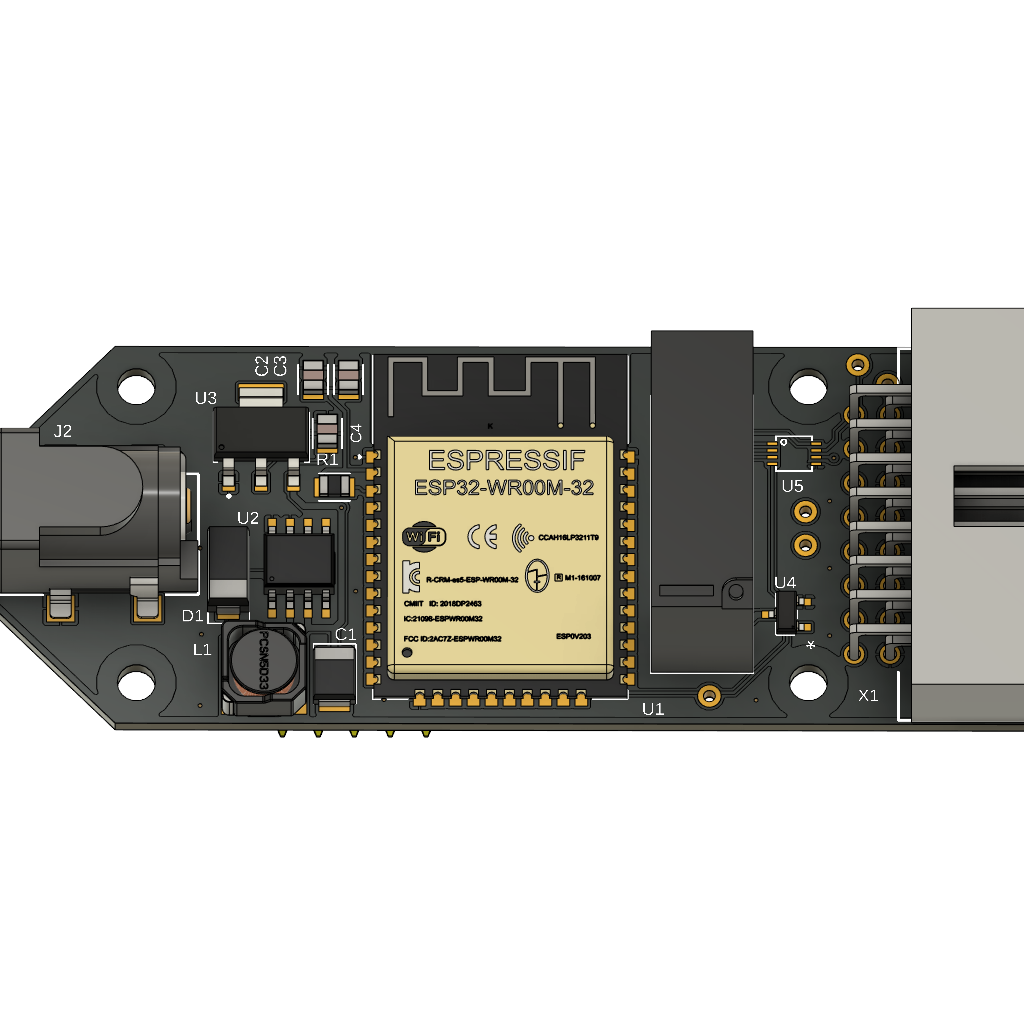 C2
C3
U3
J2
C4
R1
U2
D1
L1
C1
PCSN5D33
K
ESPRESSIF
ESP32-WR00M-32
WiFi
CE
CCAH16LP3211T9
R-CRM-es5-ESP-WR00M-32
R M1-161007
CMIIT ID: 2016DP2463
IC:21098-ESPWR00M32
FCC ID:2AC7Z-ESPWR00M32
ESP0V203
U1
U5
U4
*
X1